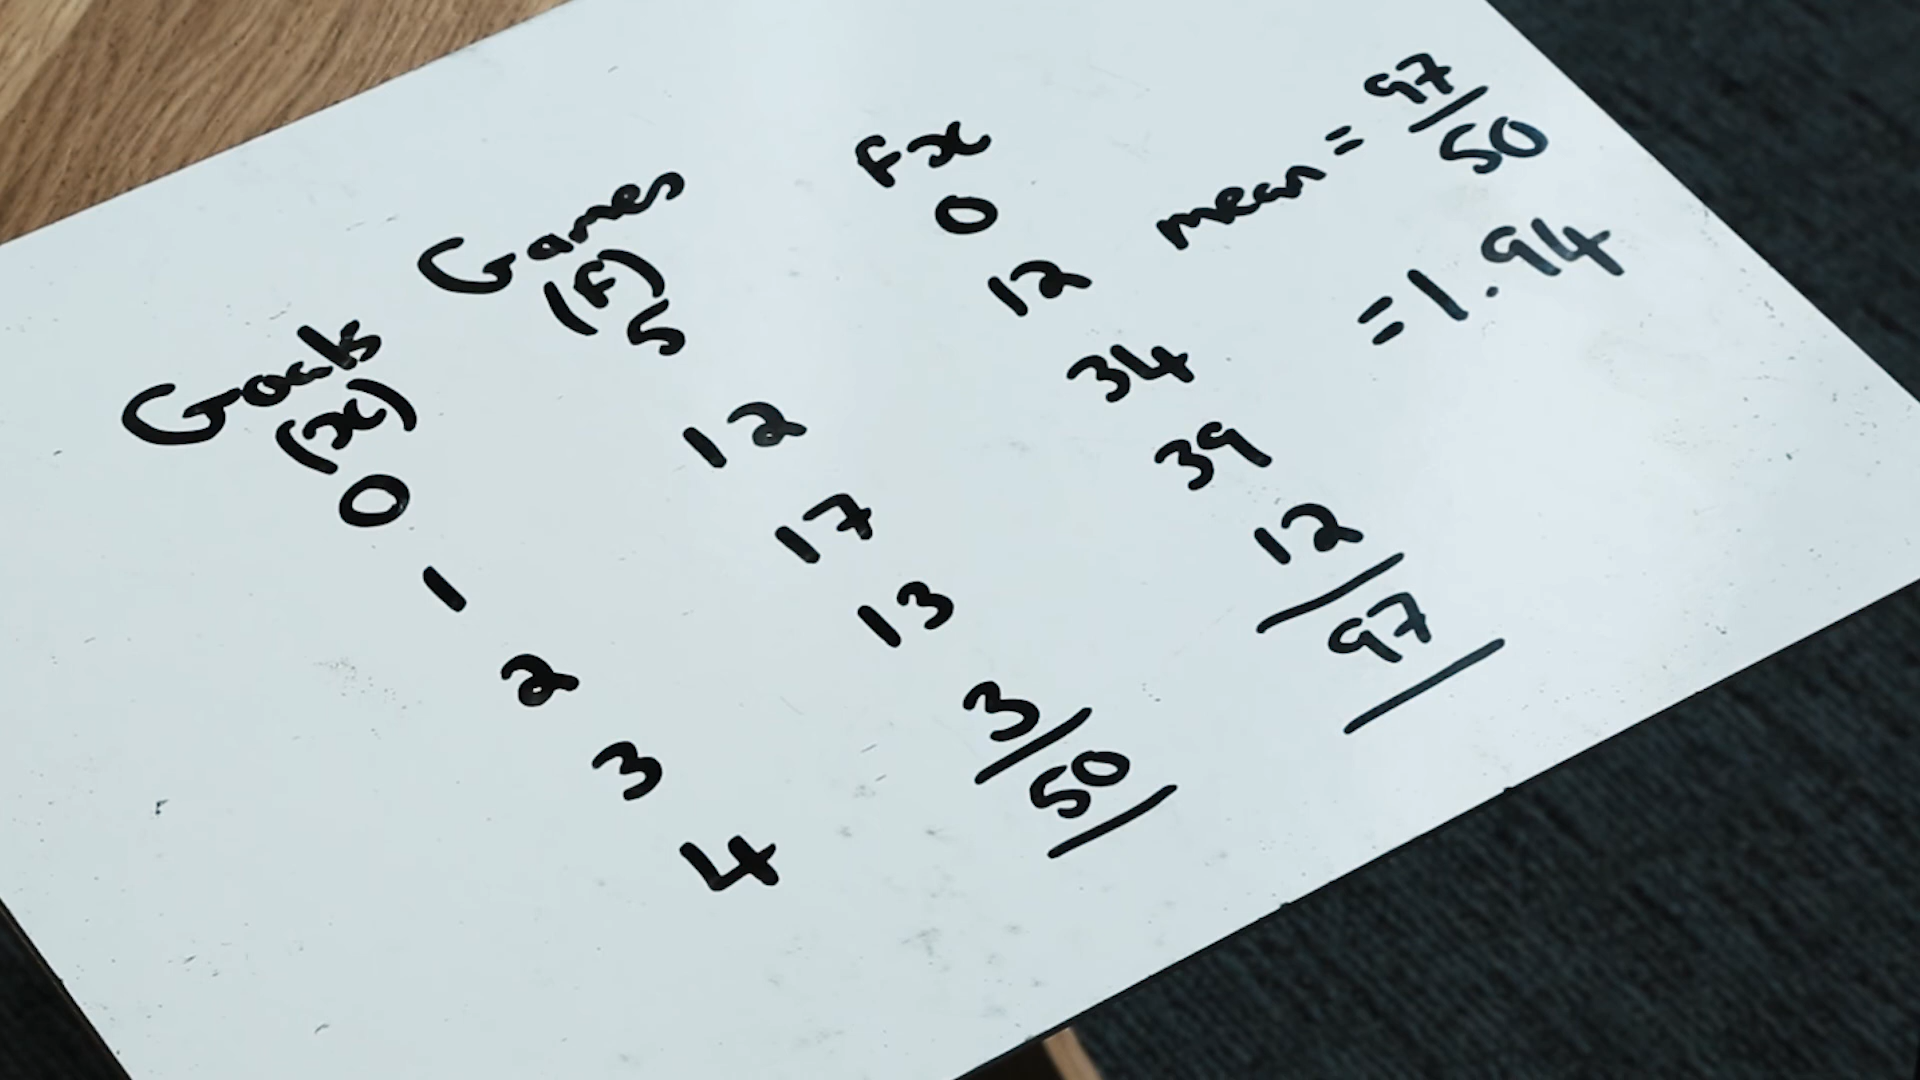 Goals (x) Games (F) Fx
0 5 0
1 12 12
2 17 34
3 13 39
4 3 12
50 97
mean = 97/50
= 1.94